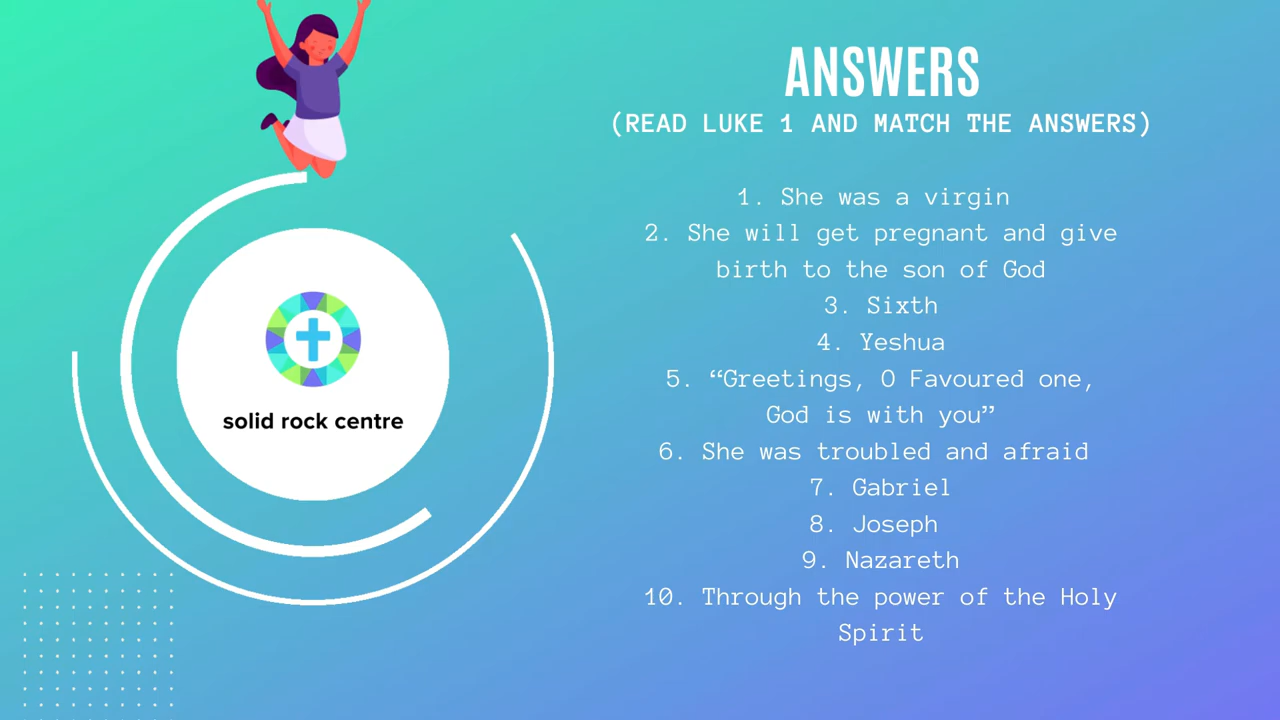 ANSWERS
(READ LUKE 1 AND MATCH THE ANSWERS)
1. She was a virgin
2. She will get pregnant and give
birth to the son of God
3. Sixth
4. Yeshua
5. “Greetings, O Favoured one,
God is with you”
6. She was troubled and afraid
7. Gabriel
8. Joseph
9. Nazareth
10. Through the power of the Holy
Spirit
solid rock centre